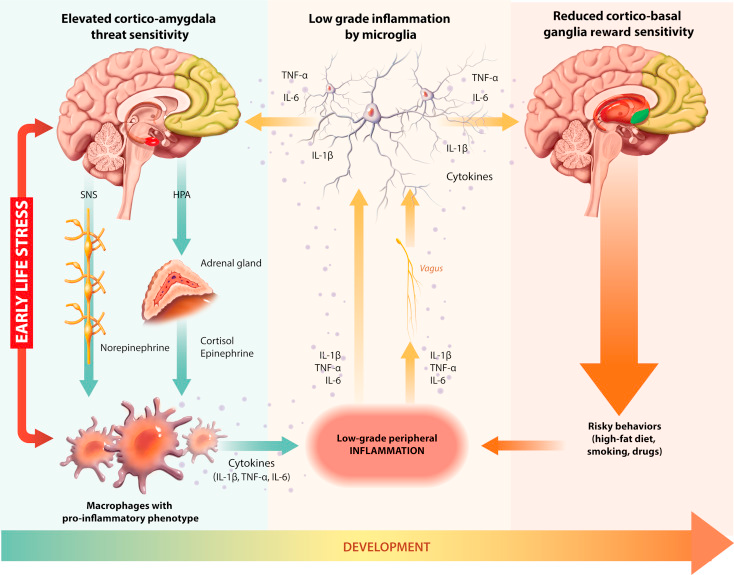 Elevated cortico-amygdala
threat sensitivity
Low grade inflammation
by microglia
Reduced cortico-basal
ganglia reward sensitivity
TNF-α
IL-6
IL-1β
TNF-α
IL-6
IL-1β
Cytokines
EARLY LIFE STRESS
SNS
HPA
Adrenal gland
Norepinephrine
Cortisol
Epinephrine
Vagus
IL-1β
TNF-α
IL-6
IL-1β
TNF-α
IL-6
Low-grade peripheral
INFLAMMATION
Risky behaviors
(high-fat diet,
smoking, drugs)
Cytokines
(IL-1β, TNF-α, IL-6)
Macrophages with
pro-inflammatory phenotype
DEVELOPMENT